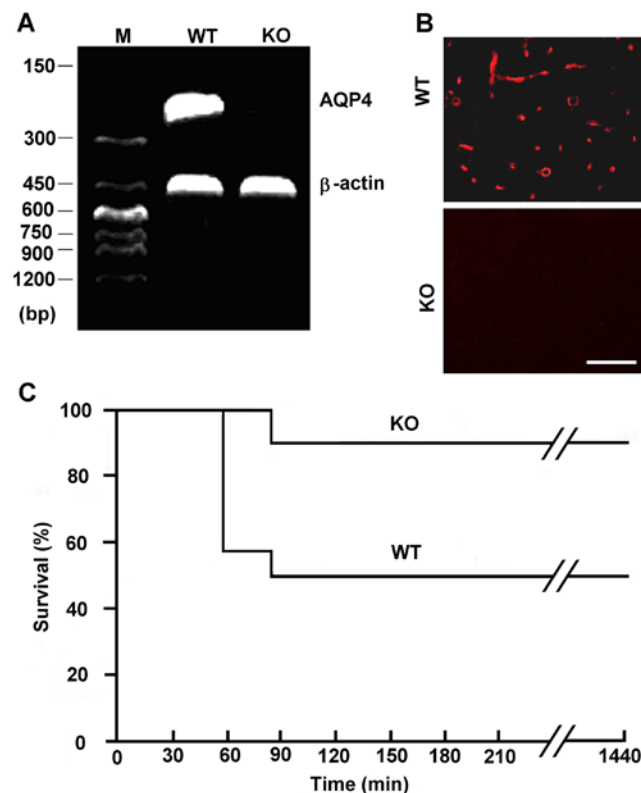 A
M WT KO
150
300
450
600
750
900
1200
(bp)
AQP4
β-actin
B
WT
KO
C
Survival (%)
100
80
60
40
20
0
KO
WT
0 30 60 90 120 150 180 210 1440
Time (min)